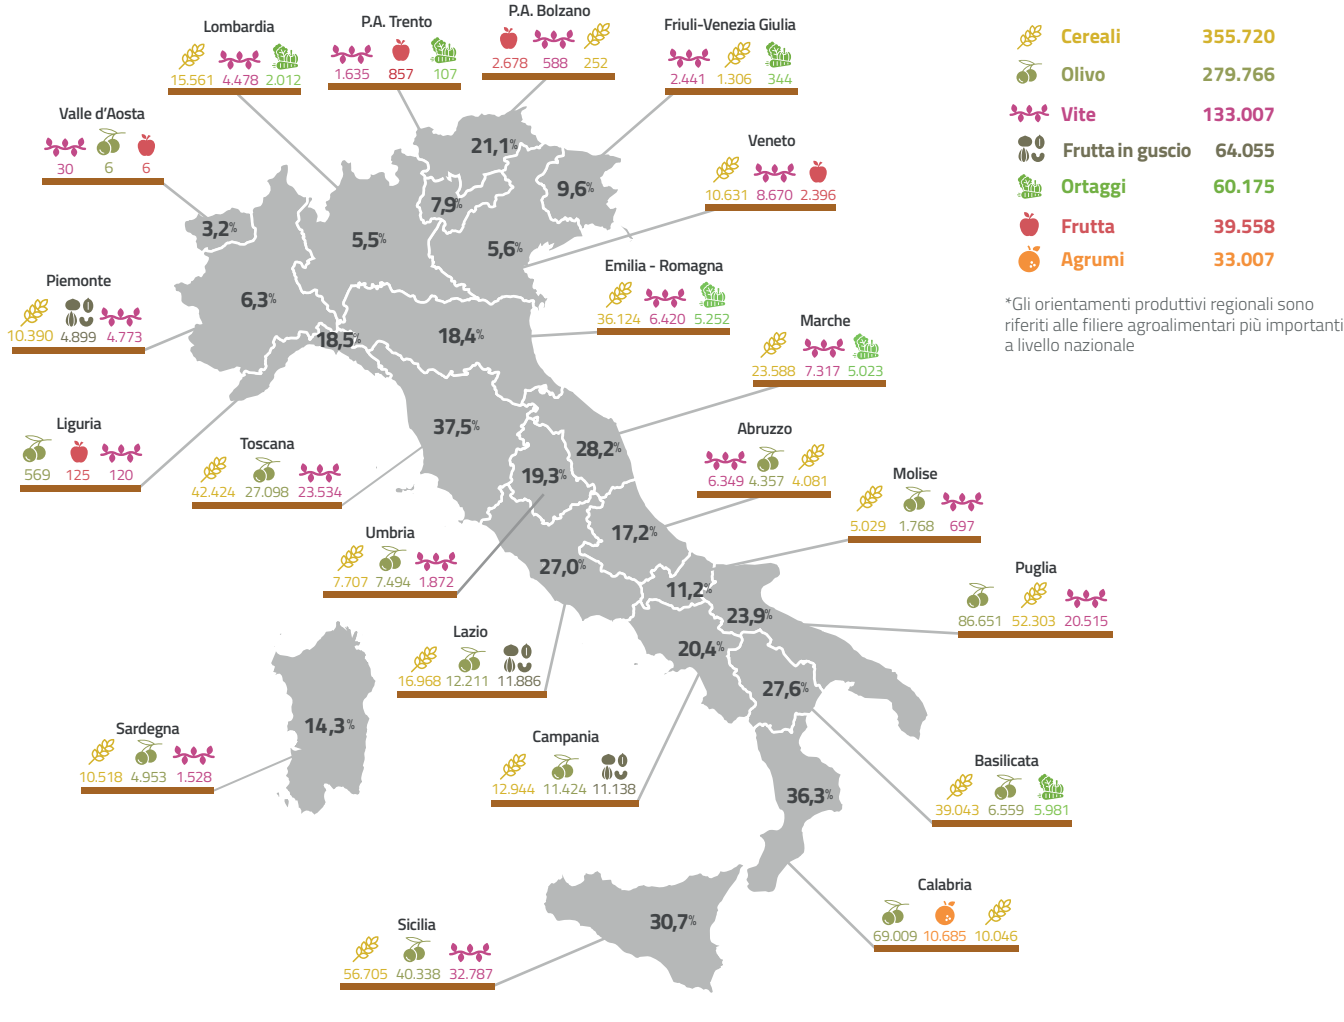 Lombardia
15.561 4.478 2.012
P.A. Trento
1.635 857 107
P.A. Bolzano
2.678 588 252
Friuli-Venezia Giulia
2.441 1.306 344
Cereali 355.720
Olivo 279.766
Vite 133.007
Frutta in guscio 64.055
Ortaggi 60.175
Frutta 39.558
Agrumi 33.007
*Gli orientamenti produttivi regionali sono
riferiti alle filiere agroalimentari più importanti
a livello nazionale
Valle d'Aosta
30 6 6
Veneto
10.631 8.670 2.396
Piemonte
10.390 4.899 4.773
Emilia - Romagna
36.124 6.420 5.252
Marche
23.588 7.317 5.023
Liguria
569 125 120
Toscana
42.424 27.098 23.534
Abruzzo
6.349 4.357 4.081
Molise
5.029 1.768 697
Umbria
7.707 7.494 1.872
Puglia
86.651 52.303 20.515
Lazio
16.968 12.211 11.886
Sardegna
10.518 4.953 1.528
Campania
12.944 11.424 11.138
Basilicata
39.043 6.559 5.981
Calabria
69.009 10.685 10.046
Sicilia
56.705 40.338 32.787
21,1%
9,6%
7,9%
3,2%
5,5%
5,6%
6,3%
18,5%
18,4%
37,5%
28,2%
19,3%
17,2%
27,0%
11,2%
23,9%
20,4%
27,6%
14,3%
36,3%
30,7%